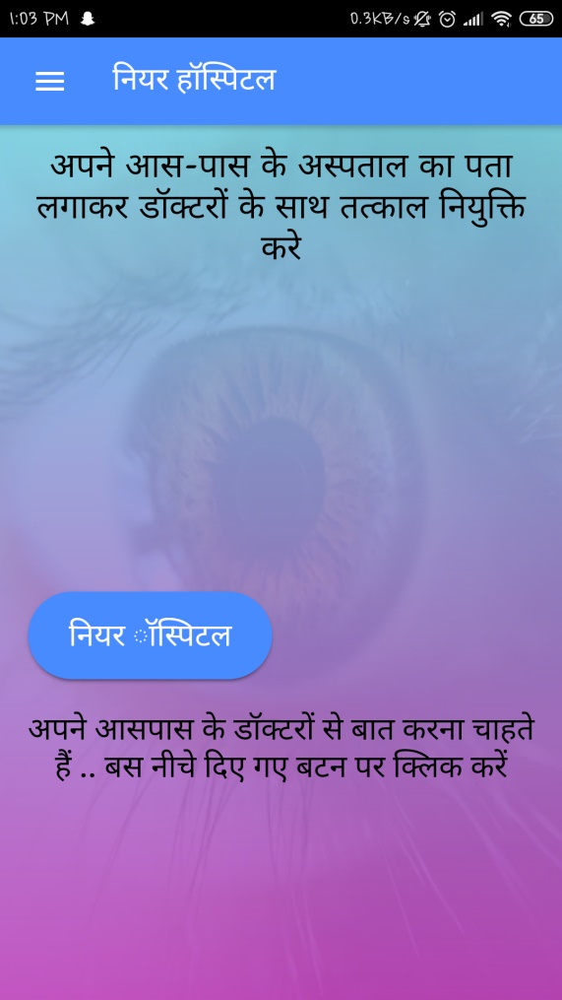 1:03 PM 0.3KB/s 65
नियर हॉस्पिटल
अपने आस-पास के अस्पताल का पता
लगाकर डॉक्टरों के साथ तत्काल नियुक्ति
करे
नियर ॉस्पिटल
अपने आसपास के डॉक्टरों से बात करना चाहते
हैं .. बस नीचे दिए गए बटन पर क्लिक करें